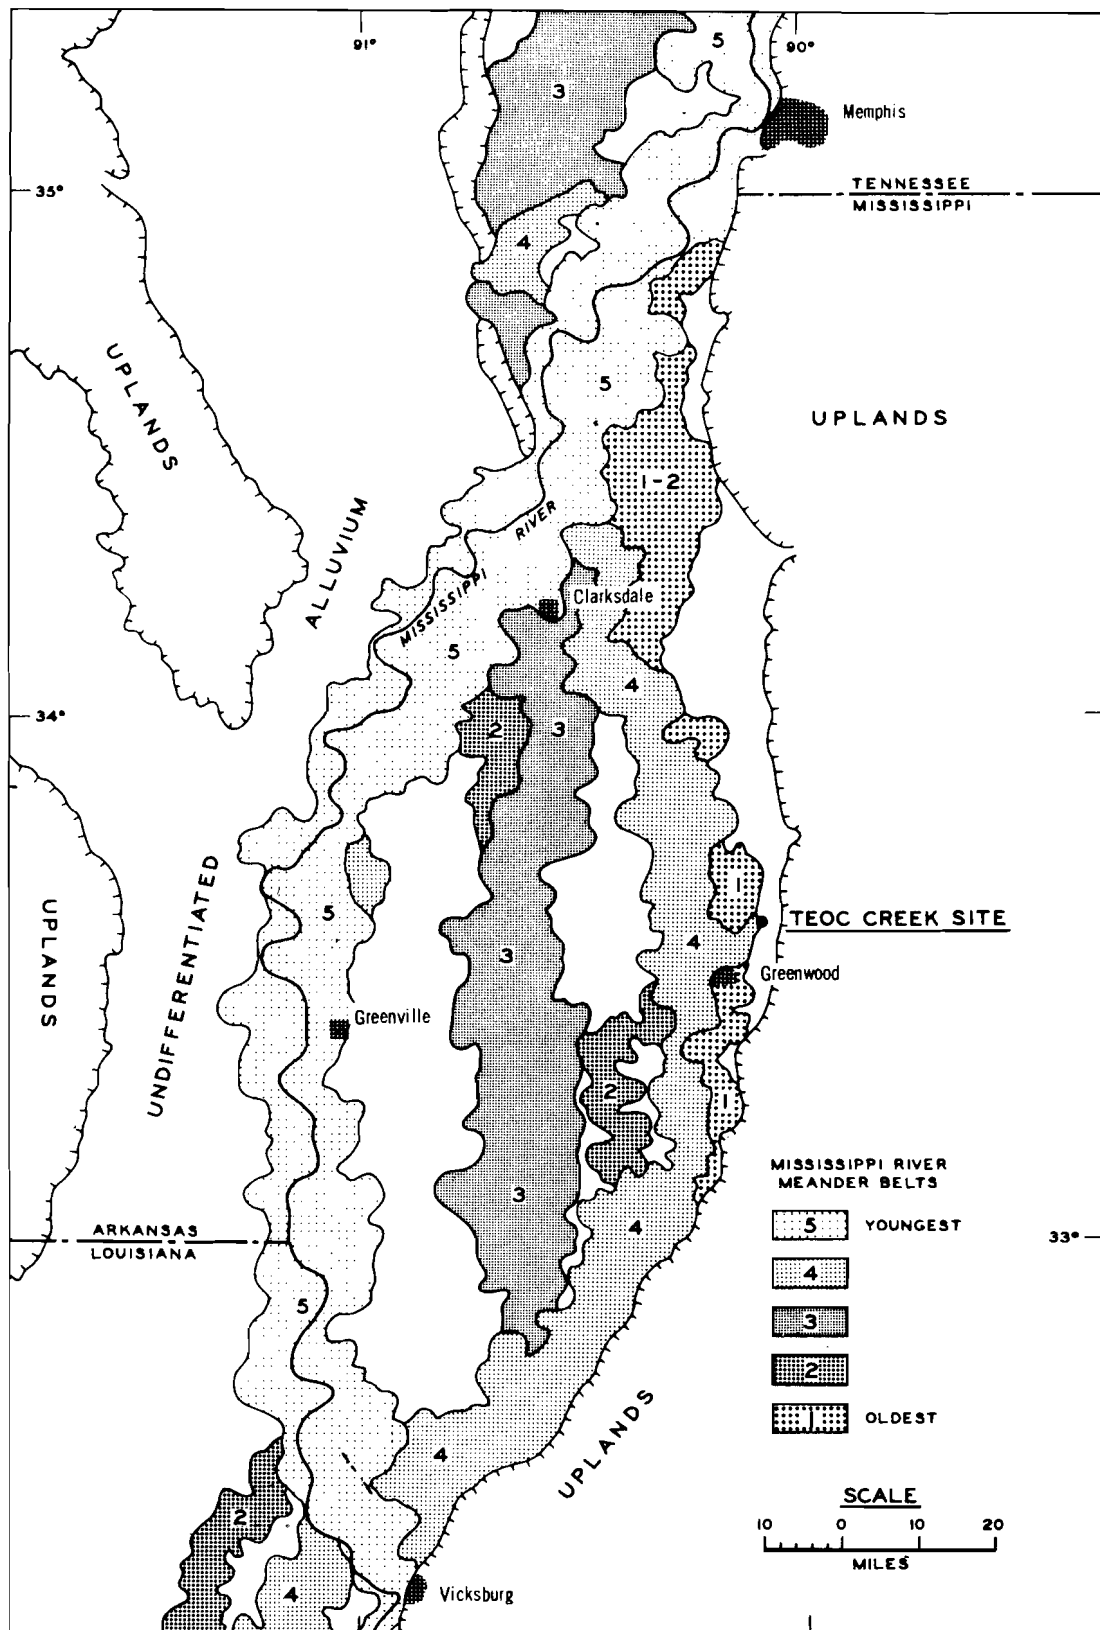 91°
90°
5
3
Memphis
35°
TENNESSEE
MISSISSIPPI
4
UPLANDS
5
UPLANDS
1-2
ALLUVIUM
MISSISSIPPI RIVER
Clarksdale
5
4
34°
2
3
1
5
TEOC CREEK SITE
4
3
Greenwood
UPLANDS
UNDIFFERENTIATED
Greenville
2
1
MISSISSIPPI RIVER
MEANDER BELTS
3
4
5 YOUNGEST
ARKANSAS
LOUISIANA
33°
4
5
3
2
1 OLDEST
UPLANDS
4
2
SCALE
10 0 10 20
MILES
4
Vicksburg